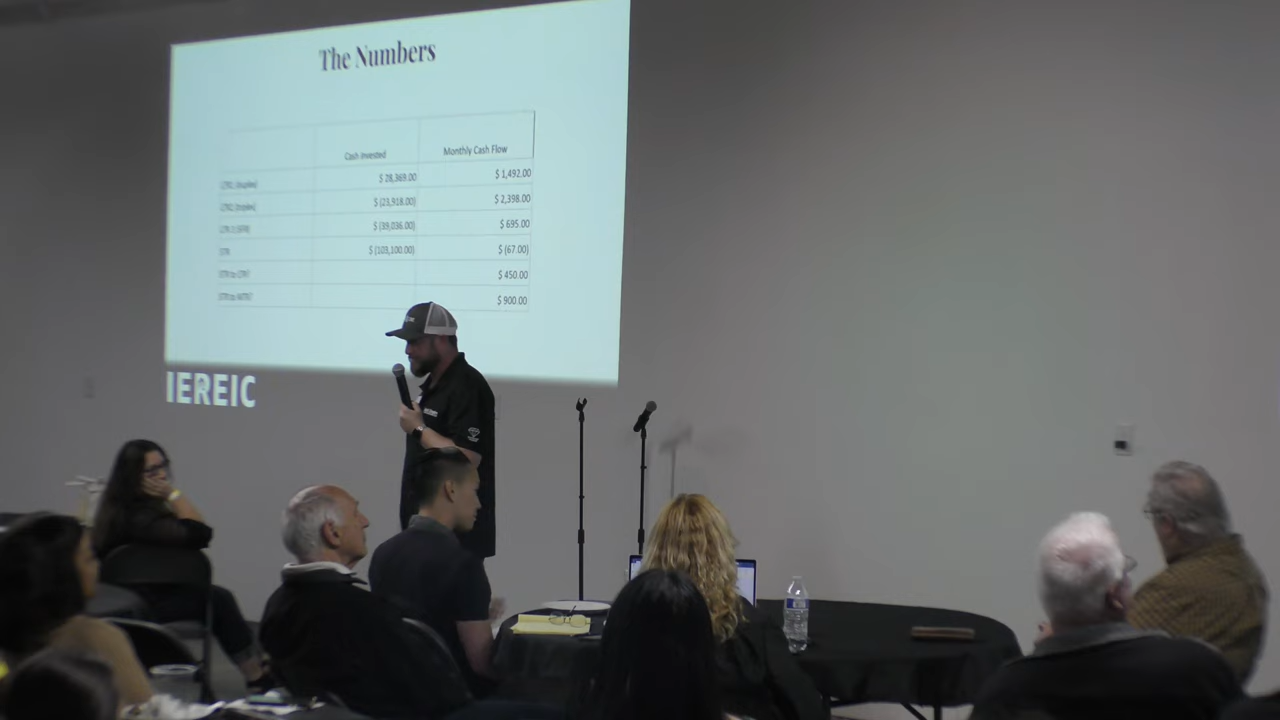 The Numbers
Cash Invested Monthly Cash Flow
$ 28,369.00 $ 1,492.00
$ (23,918.00) $ 2,398.00
$ (39,036.00) $ 695.00
STR $ (103,100.00) $ (67.00)
$ 450.00
$ 900.00
IEREIC